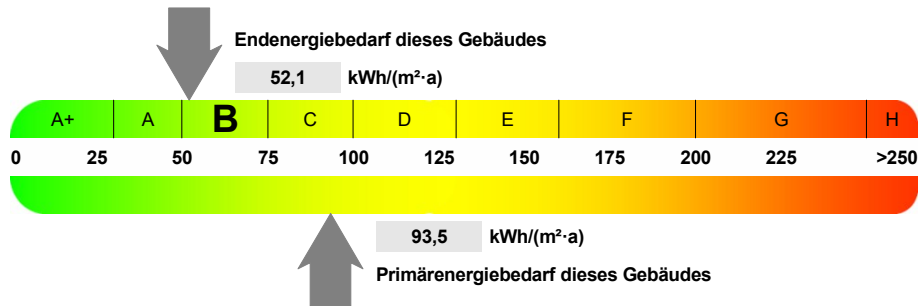 Endenergiebedarf dieses Gebäudes
52,1 kWh/(m²·a)
A+ A B C D E F G H
0 25 50 75 100 125 150 175 200 225 >250
93,5 kWh/(m²·a)
Primärenergiebedarf dieses Gebäudes